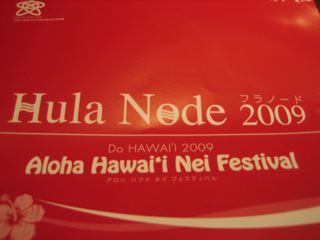 Hula Node フラノード 2009
Do HAWAI'I 2009
Aloha Hawai'i Nei Festival
アロハ ハワイ ネイ フェスティバル